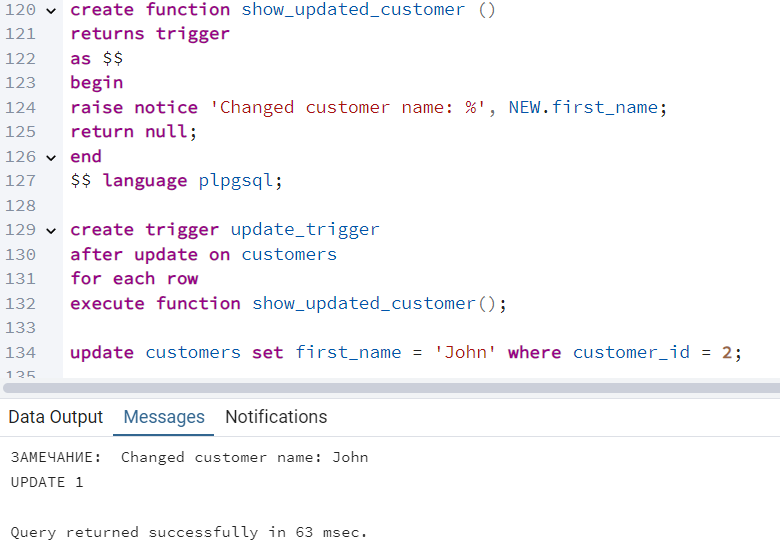 120 create function show_updated_customer ()
121 returns trigger
122 as $$
123 begin
124 raise notice 'Changed customer name: %', NEW.first_name;
125 return null;
126 end
127 $$ language plpgsql;
128
129 create trigger update_trigger
130 after update on customers
131 for each row
132 execute function show_updated_customer();
133
134 update customers set first_name = 'John' where customer_id = 2;
135
Data Output Messages Notifications
ЗАМЕЧАНИЕ: Changed customer name: John
UPDATE 1
Query returned successfully in 63 msec.